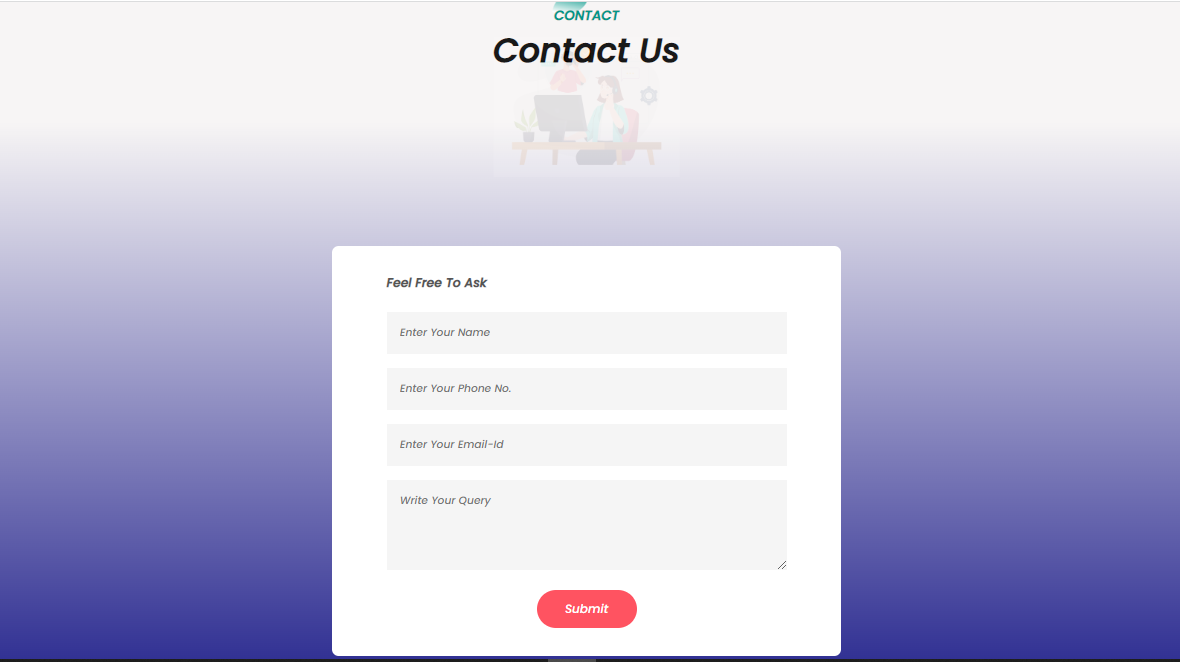 CONTACT
Contact Us
Feel Free To Ask
Enter Your Name
Enter Your Phone No.
Enter Your Email-Id
Write Your Query
Submit